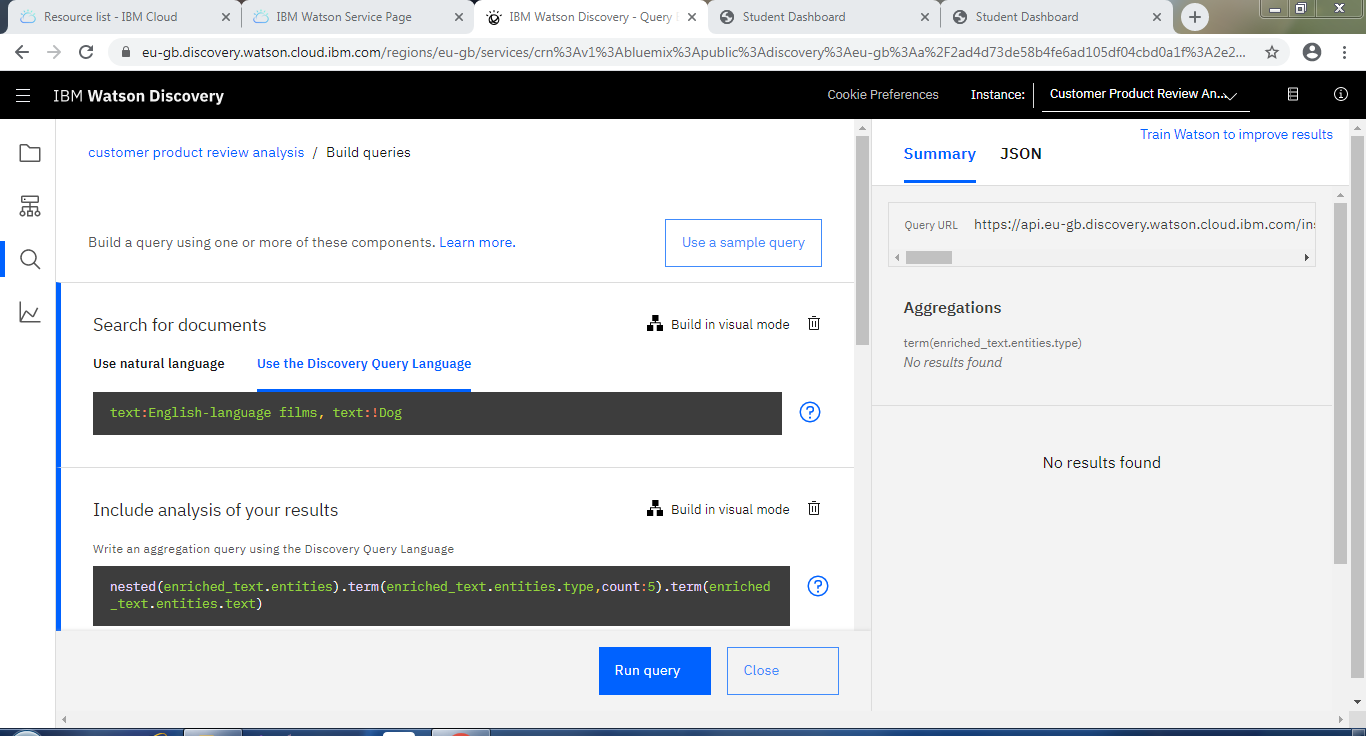 Resource list - IBM Cloud
IBM Watson Service Page
IBM Watson Discovery - Query
Student Dashboard
Student Dashboard
eu-gb.discovery.watson.cloud.ibm.com/regions/eu-gb/services/crn%3Av1%3Abluemix%3Apublic%3Adiscovery%3Aeu-gb%3Aa%2F2ad4d73de58b4fe6ad105df04cbd0a1f%3A2e2...
IBM Watson Discovery
Cookie Preferences
Instance:
Customer Product Review An...
customer product review analysis / Build queries
Build a query using one or more of these components. Learn more.
Use a sample query
Search for documents
Build in visual mode
Use natural language
Use the Discovery Query Language
text:English-language films, text:!Dog
Include analysis of your results
Build in visual mode
Write an aggregation query using the Discovery Query Language
nested(enriched_text.entities).term(enriched_text.entities.type,count:5).term(enriched
_text.entities.text)
Run query
Close
Train Watson to improve results
Summary
JSON
Query URL
https://api.eu-gb.discovery.watson.cloud.ibm.com/in
Aggregations
term(enriched_text.entities.type)
No results found
No results found